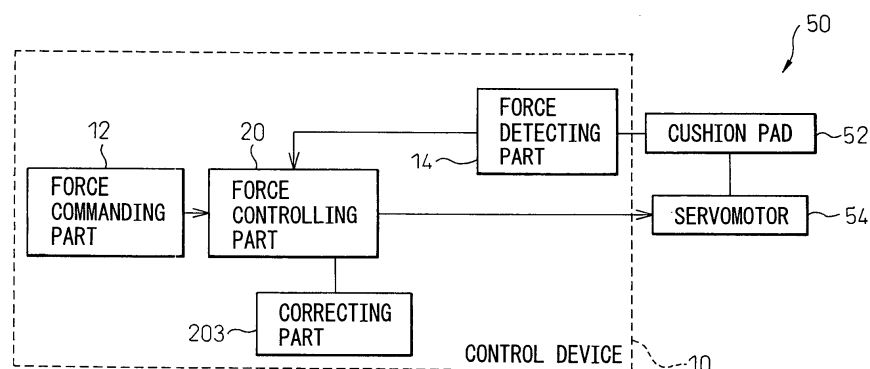 50
FORCE
DETECTING
PART
14
CUSHION PAD
52
12
20
FORCE
COMMANDING
PART
FORCE
CONTROLLING
PART
SERVOMOTOR
54
203
CORRECTING
PART
CONTROL DEVICE
10